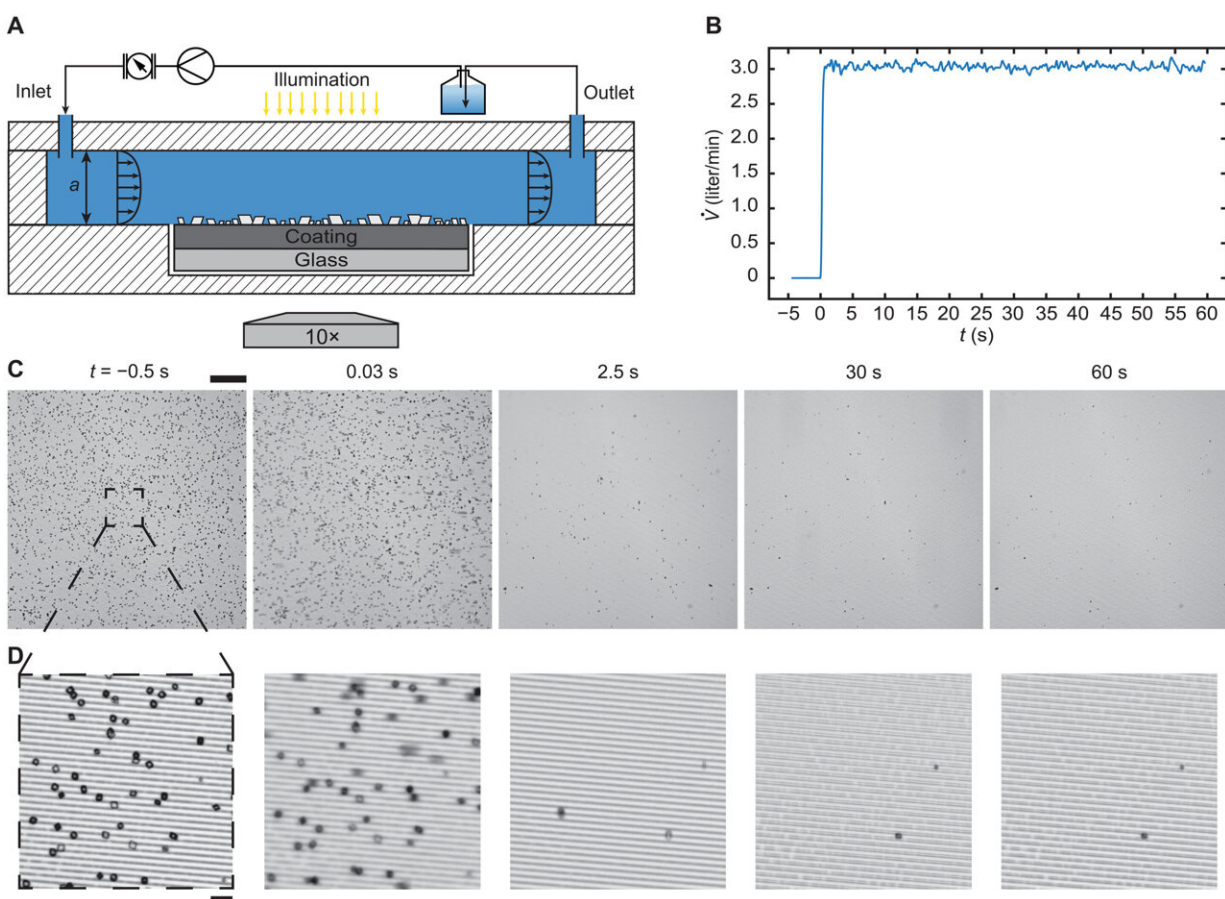 A
Illumination
Inlet
Outlet
a
Coating
Glass
10×
B
3.0
2.5
2.0
1.5
1.0
0.5
0
V̇ (liter/min)
−5 0 5 10 15 20 25 30 35 40 45 50 55 60
t (s)
C
t = −0.5 s
0.03 s
2.5 s
30 s
60 s
D